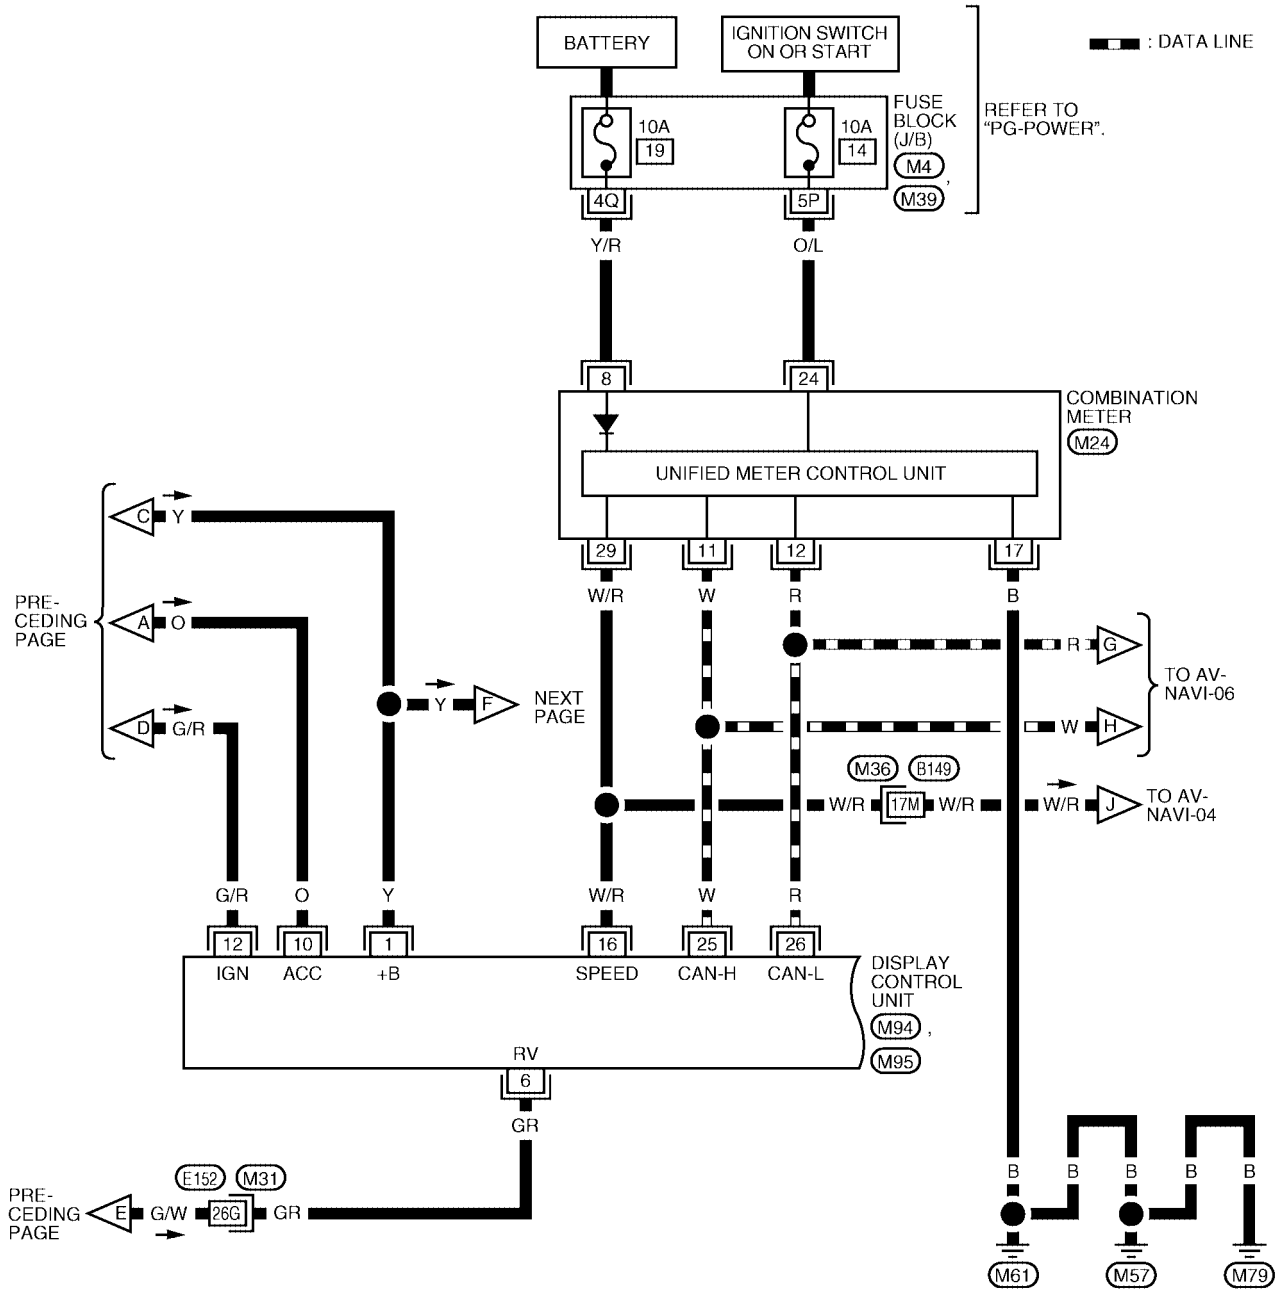 BATTERY
IGNITION SWITCH
ON OR START
: DATA LINE
FUSE
BLOCK
(J/B)
M4
,
M39
REFER TO
“PG-POWER”.
10A
19
10A
14
4Q
5P
Y/R
O/L
8
24
COMBINATION
METER
M24
UNIFIED METER CONTROL UNIT
29
11
12
17
W/R
W
R
B
PRE-
CEDING
PAGE
C
Y
A
O
D
G/R
Y
F
NEXT
PAGE
R
G
W
H
TO AV-
NAVI-06
M36
B149
W/R
17M
W/R
W/R
J
TO AV-
NAVI-04
G/R
O
Y
W/R
W
R
12
10
1
16
25
26
IGN
ACC
+B
SPEED
CAN-H
CAN-L
DISPLAY
CONTROL
UNIT
M94
,
M95
RV
6
GR
PRE-
CEDING
PAGE
E
G/W
E152
M31
26G
GR
B
B
B
B
B
M61
M57
M79